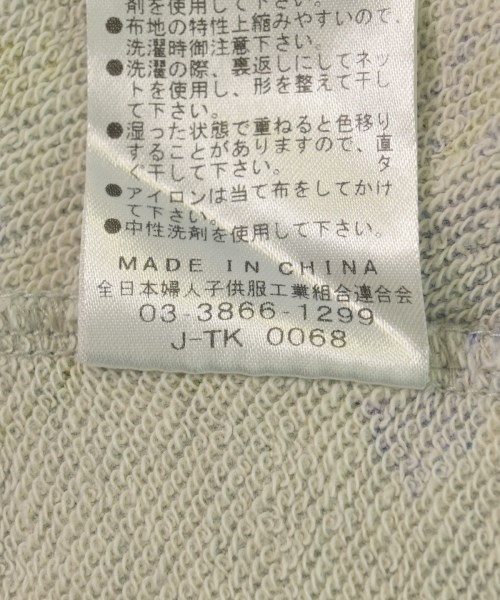 剤を使用して下さい。
●布地の特性上縮みやすいので、
洗濯時御注意下さい。
●洗濯の際、裏返しにしてネッ
トを使用し、形を整えて干し
て下さい。
●湿った状態で重ねると色移り
することがありますので、直
ぐ干して下さい。 タ
●アイロンは当て布をしてかけ
て下さい。
●中性洗剤を使用して下さい。
MADE IN CHINA
全日本婦人子供服工業組合連合会
03-3866-1299
J-TK 0068